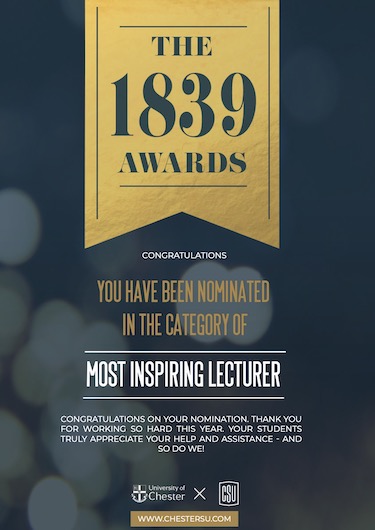 THE
1839
AWARDS
CONGRATULATIONS
YOU HAVE BEEN NOMINATED
IN THE CATEGORY OF
MOST INSPIRING LECTURER
CONGRATULATIONS ON YOUR NOMINATION. THANK YOU
FOR WORKING SO HARD THIS YEAR. YOUR STUDENTS
TRULY APPRECIATE YOUR HELP AND ASSISTANCE - AND
SO DO WE!
University of
Chester
CSU
WWW.CHESTERSU.COM